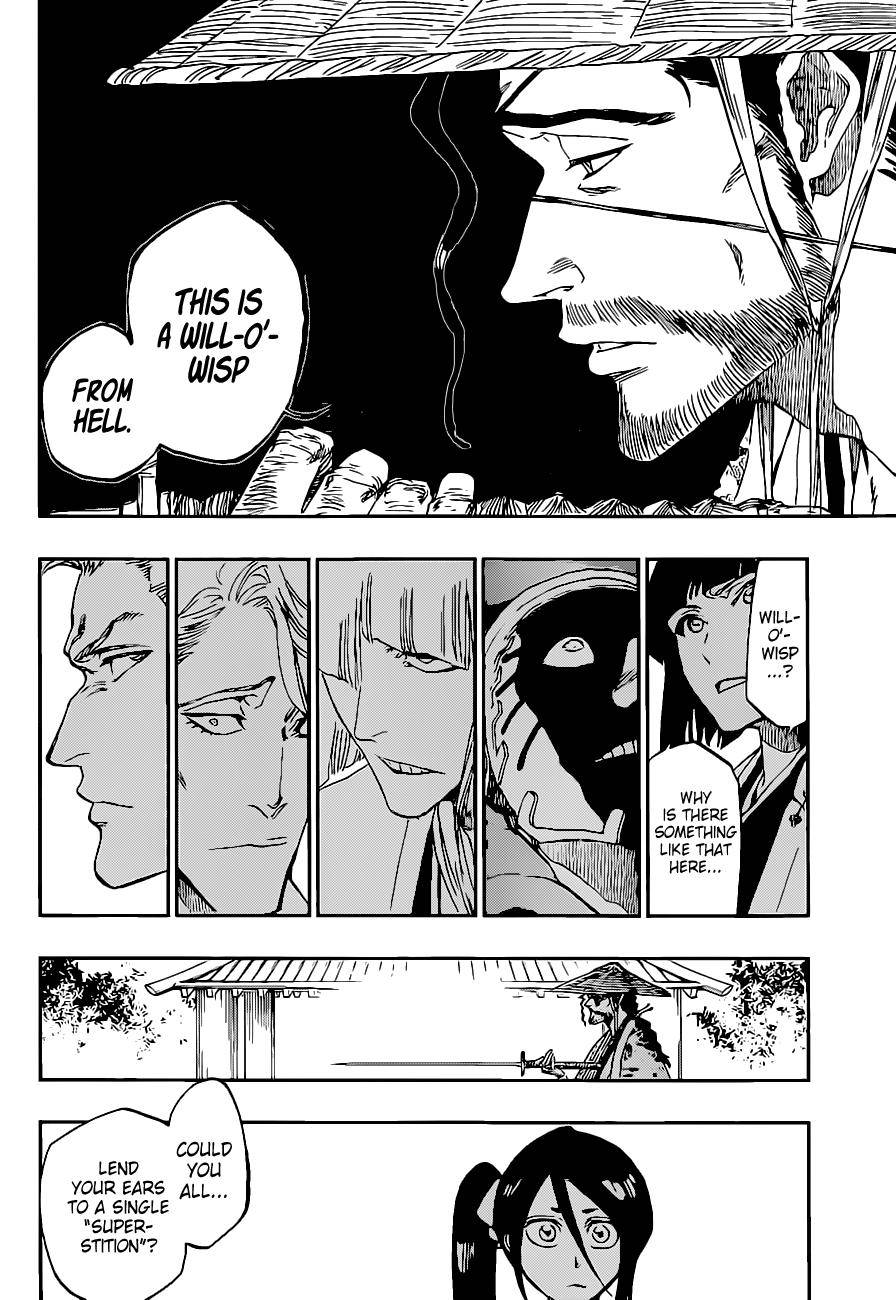 THIS IS
A WILL-O'-
WISP
FROM
HELL.
WILL-
O'-
WISP
...?
WHY
IS THERE
SOMETHING
LIKE THAT
HERE...
COULD
YOU
ALL...
LEND
YOUR EARS
TO A SINGLE
"SUPER-
STITION"?